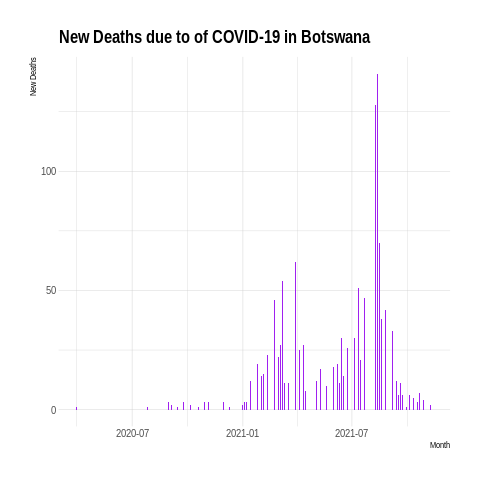 New Deaths due to of COVID-19 in Botswana
New Deaths
100
50
0
2020-07
2021-01
2021-07
Month